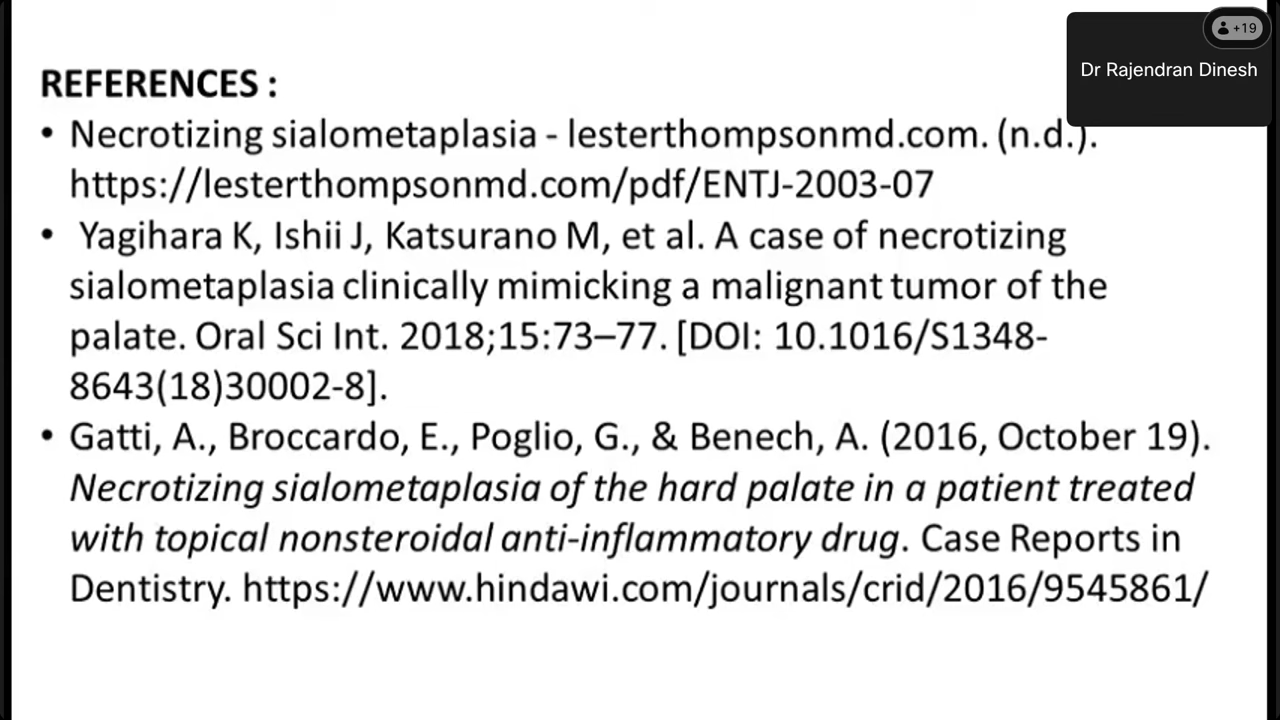 +19
Dr Rajendran Dinesh
REFERENCES :
• Necrotizing sialometaplasia - lesterthompsonmd.com. (n.d.).
https://lesterthompsonmd.com/pdf/ENTJ-2003-07
• Yagihara K, Ishii J, Katsurano M, et al. A case of necrotizing
sialometaplasia clinically mimicking a malignant tumor of the
palate. Oral Sci Int. 2018;15:73–77. [DOI: 10.1016/S1348-
8643(18)30002-8].
• Gatti, A., Broccardo, E., Poglio, G., & Benech, A. (2016, October 19).
Necrotizing sialometaplasia of the hard palate in a patient treated
with topical nonsteroidal anti-inflammatory drug. Case Reports in
Dentistry. https://www.hindawi.com/journals/crid/2016/9545861/